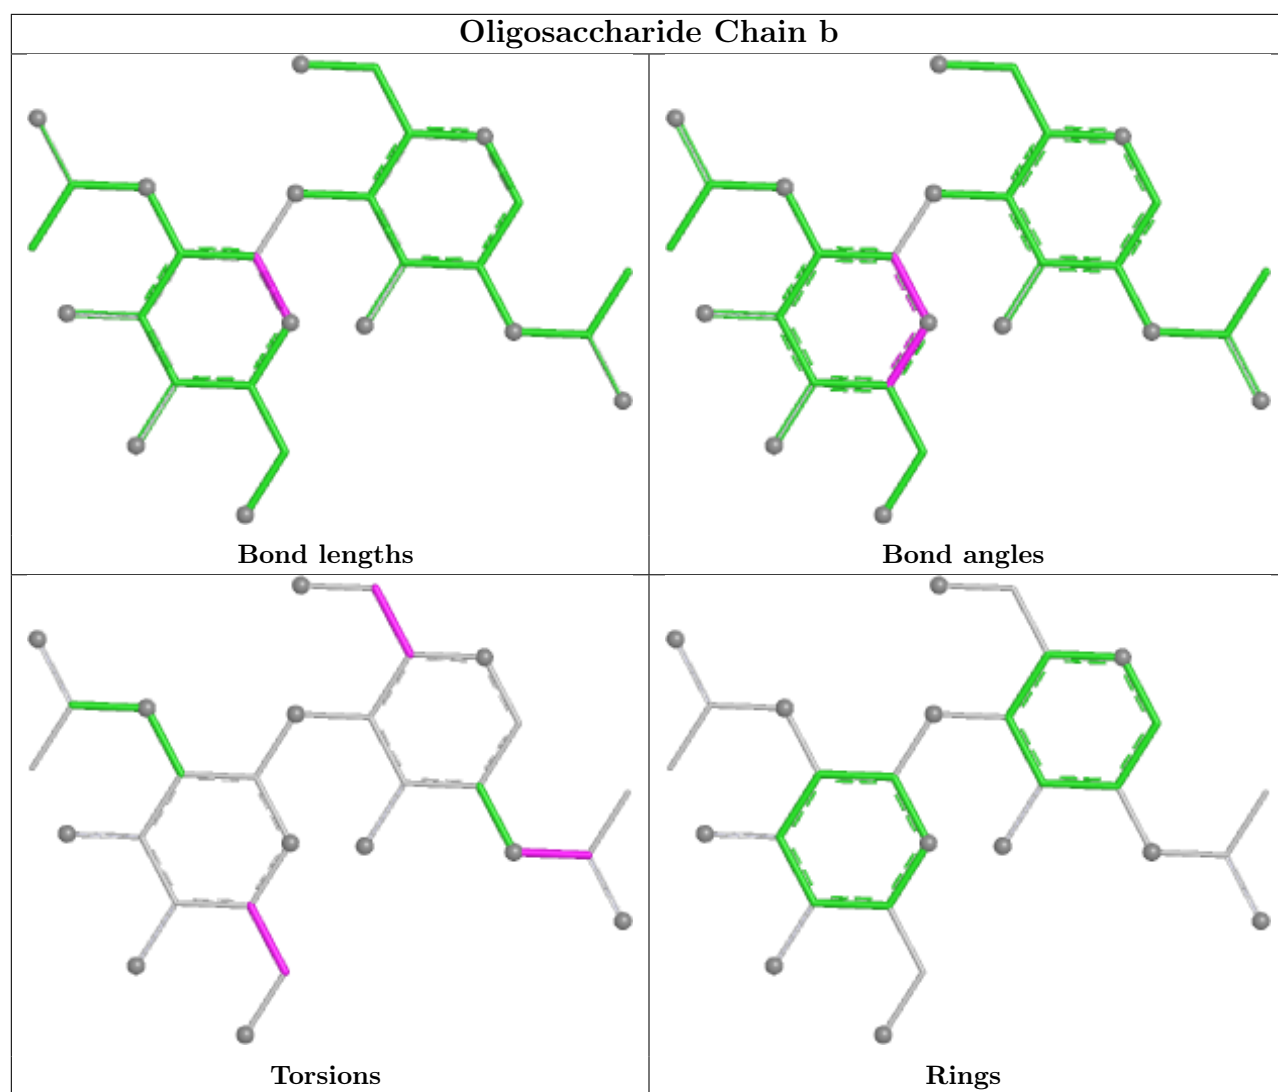 Oligosaccharide Chain b
Bond lengths
Bond angles
Torsions
Rings